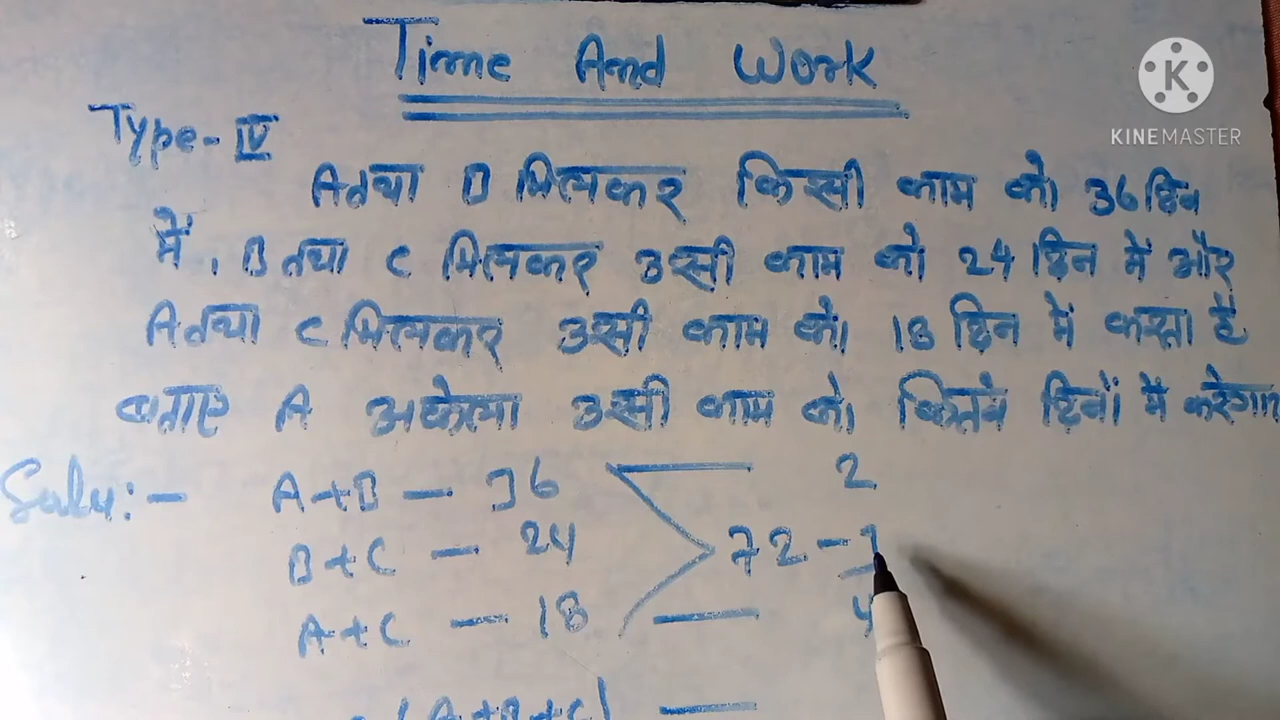 Time And Work
KINEMASTER
Type-IV
A तथा B मिलकर किसी काम को 36 दिन
में, B तथा C मिलकर उसी काम को 24 दिन में और
A तथा C मिलकर उसी काम को 18 दिन में करता है
बताए A अकेला उसी काम को कितने दिनों में करेगा
Solu:-
A+B — 36 2
B+C — 24 72 - 3
A+C — 18 4
(A+B+C) —